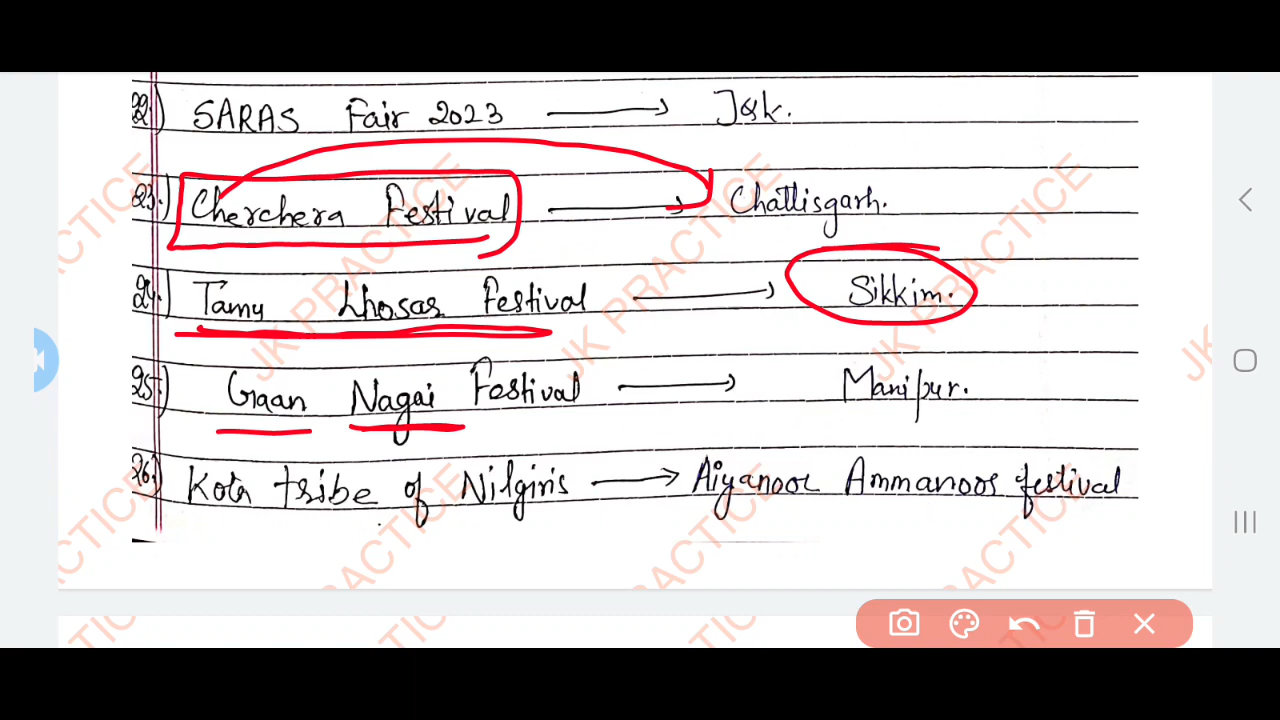 22.) SARAS Fair 2023 → J&k.
23.) Cherchera Festival → Chattisgarh.
24.) Tamu Lhosar Festival → Sikkim.
25.) Gaan Nagai Festival → Manipur.
26.) Kota tribe of Nilgiris → Aiyanoor Ammanoor festival
JK PRACTICE